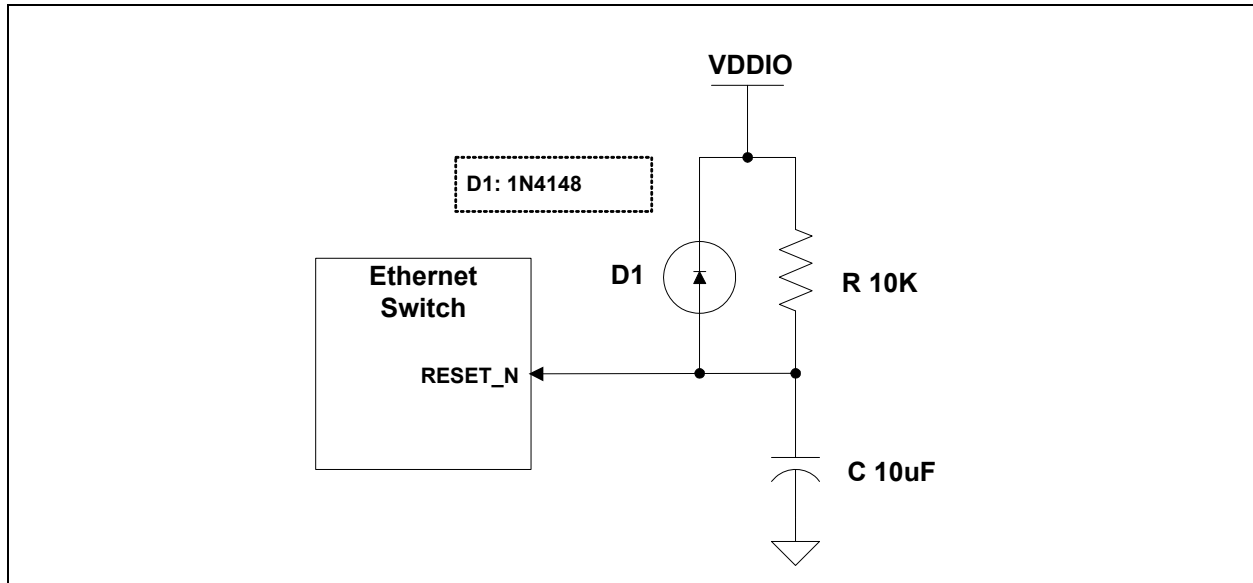 VDDIO
D1: 1N4148
D1
R 10K
Ethernet
Switch
RESET_N
C 10uF